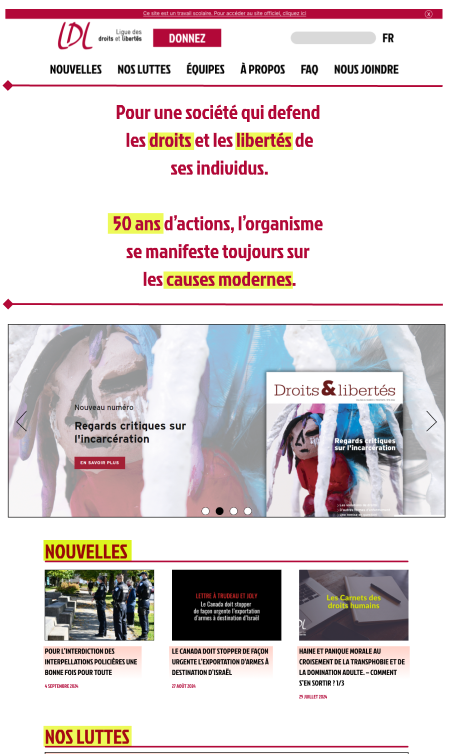 Ce site est un travail scolaire. Pour accéder au site officiel, cliquez ici
LDL
Ligue des
droits et libertés
DONNEZ
FR
NOUVELLES NOS LUTTES ÉQUIPES À PROPOS FAQ NOUS JOINDRE
Pour une société qui defend
les droits et les libertés de
ses individus.
50 ans d'actions, l'organisme
se manifeste toujours sur
les causes modernes.
Nouveau numéro
Regards critiques sur
l'incarcération
EN SAVOIR PLUS
Droits & libertés
Regards critiques
sur l'incarcération
NOUVELLES
LETTRE À TRUDEAU ET JOLY
Le Canada doit stopper
de façon urgente l'exportation
d'armes à destination d'Israël
Les Carnets des
droits humains
POUR L'INTERDICTION DES
INTERPELLATIONS POLICIÈRES UNE
BONNE FOIS POUR TOUTE
4 SEPTEMBRE 2024
LE CANADA DOIT STOPPER DE FAÇON
URGENTE L'EXPORTATION D'ARMES À
DESTINATION D'ISRAËL
27 AOÛT 2024
HAINE ET PANIQUE MORALE AU
CROISEMENT DE LA TRANSPHOBIE ET DE
LA DOMINATION ADULTE. – COMMENT
S'EN SORTIR ? 1/3
29 JUILLET 2024
NOS LUTTES